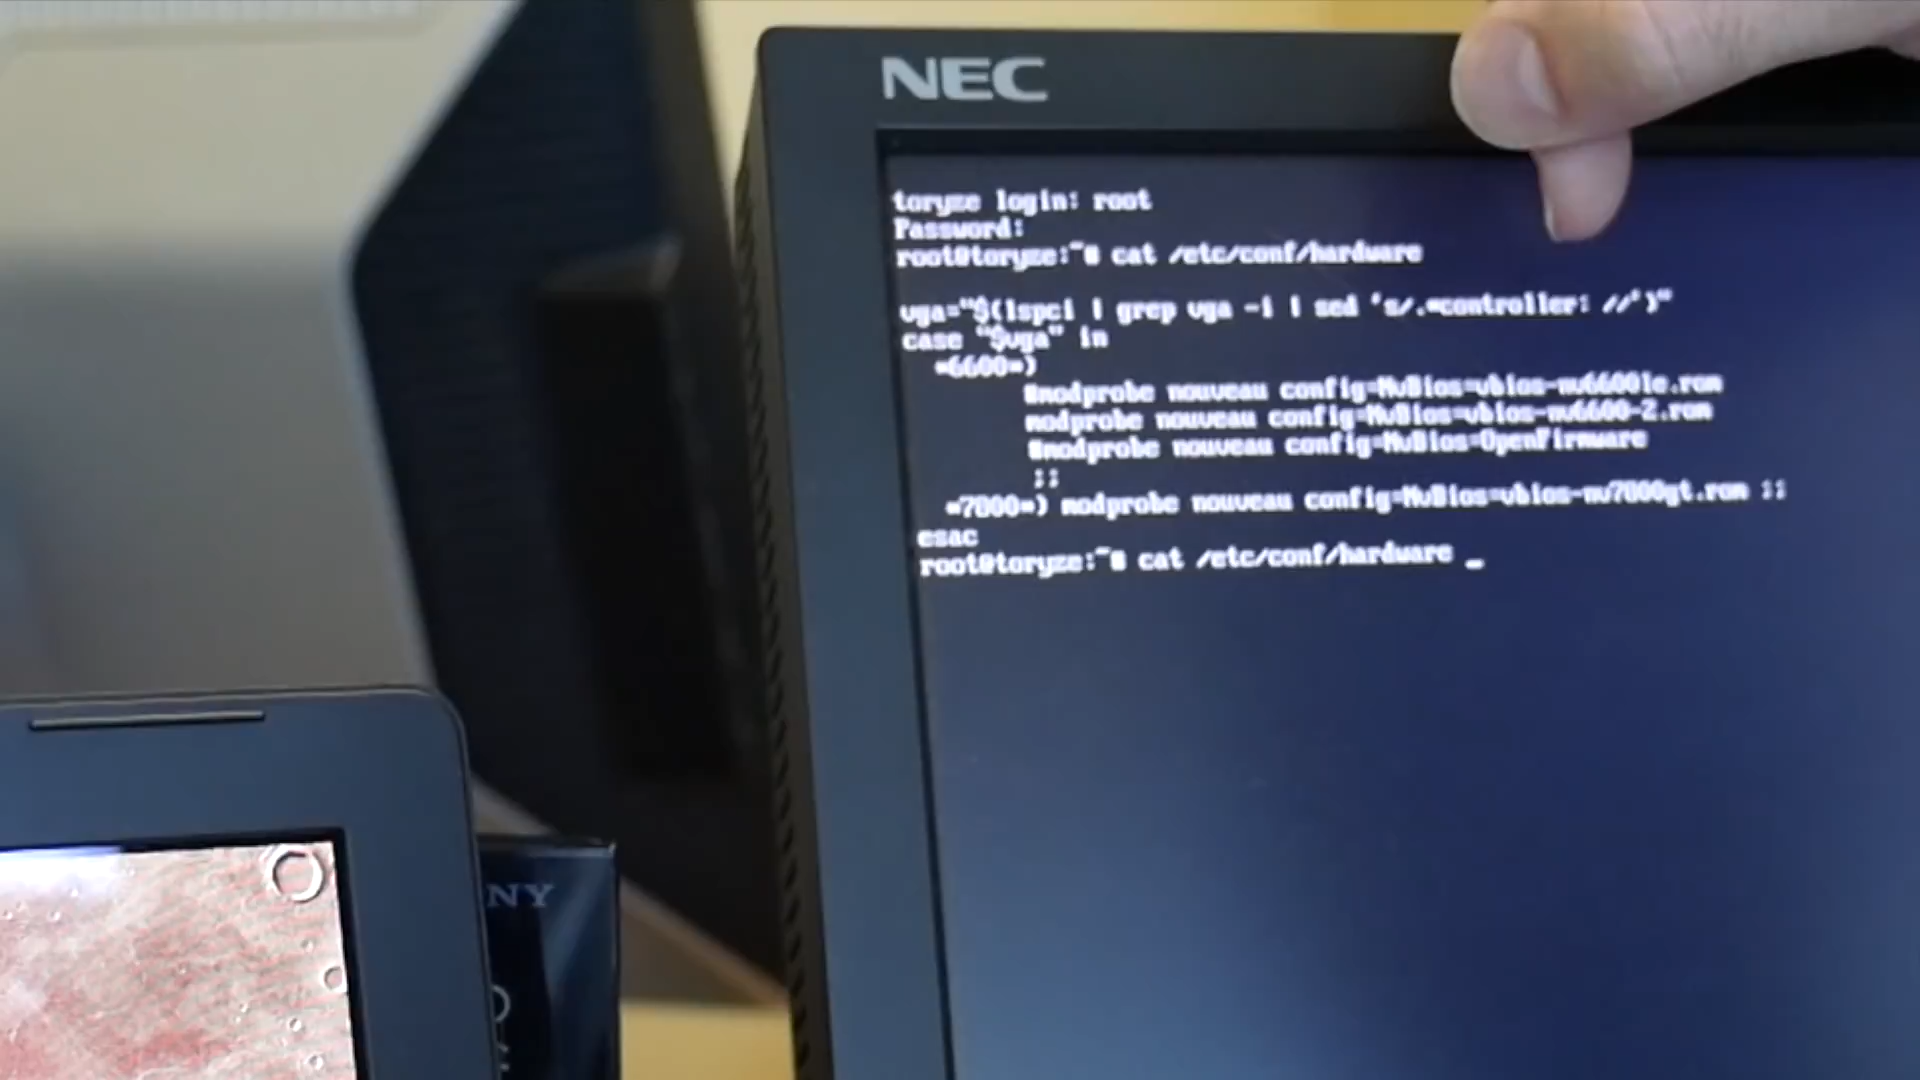 NEC
toryze login: root
Password:
root@toryze:~# cat /etc/conf/hardware
vga="$(lspci | grep vga -i | sed 's/.*controller: //')"
case "$vga" in
*6600*)
#modprobe nouveau config=NvBios=vbios-nv6600le.rom
modprobe nouveau config=NvBios=vbios-nv6600-2.rom
#modprobe nouveau config=NvBios=OpenFirmware
;;
*7800*) modprobe nouveau config=NvBios=vbios-nv7800gt.rom ;;
esac
root@toryze:~# cat /etc/conf/hardware _
NY